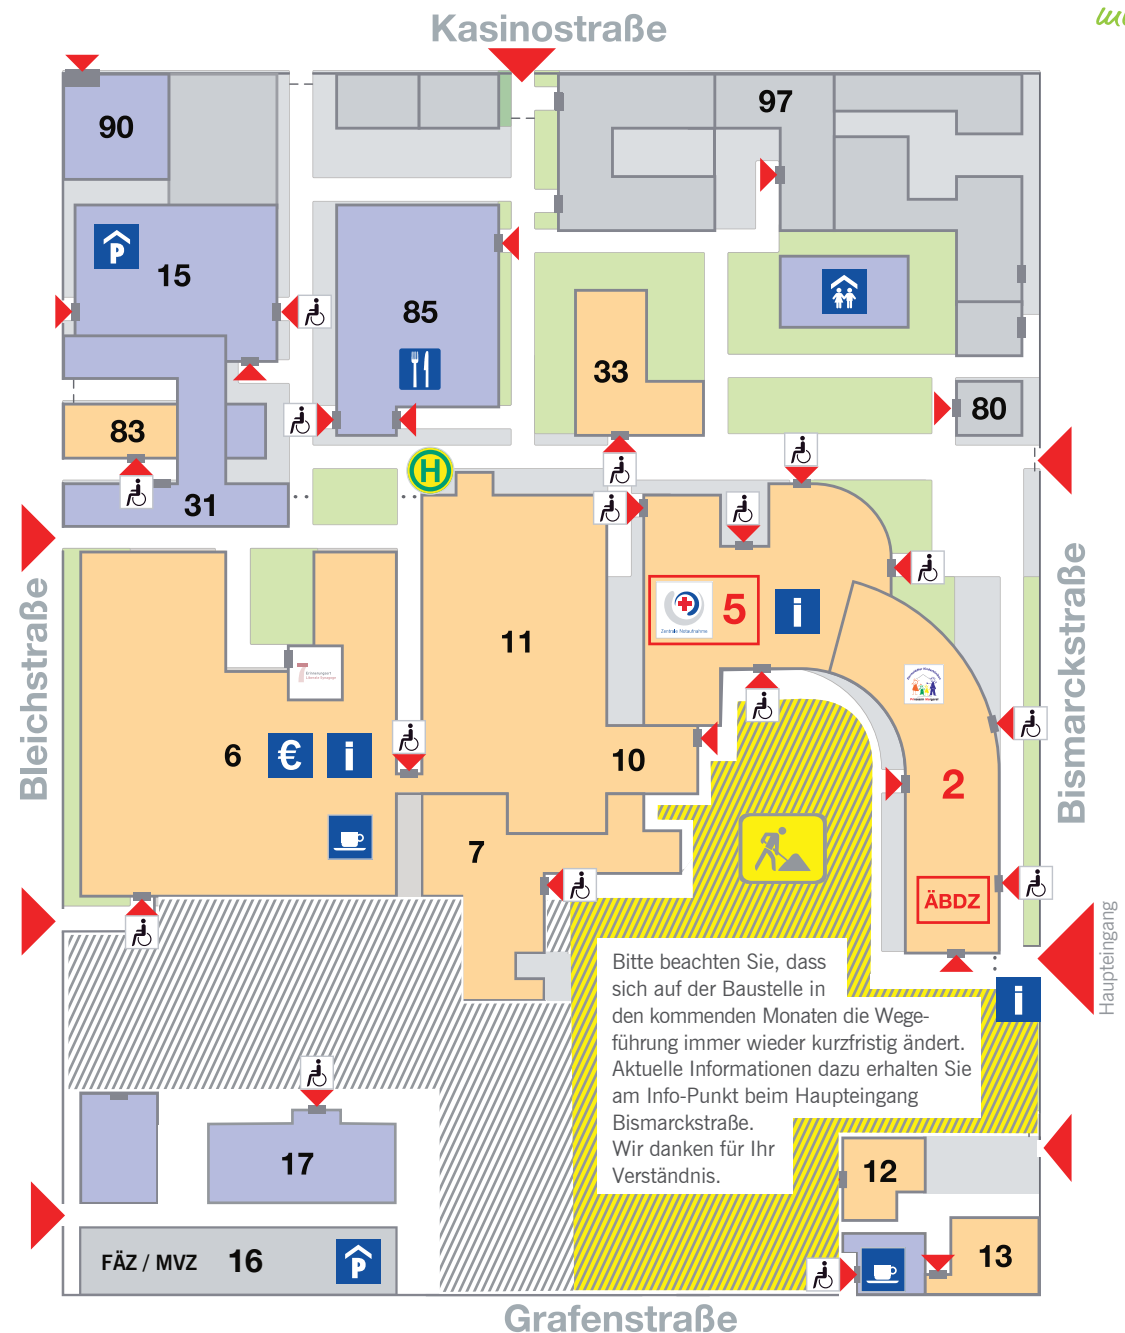 Kasinostraße
90
97
P
15
85
33
80
83
H
31
Bleichstraße
Bismarckstraße
11
Zentrale Notaufnahme
5
i
6
€
i
10
2
7
ÄBDZ
Haupteingang
i
Bitte beachten Sie, dass
sich auf der Baustelle in
den kommenden Monaten die Wege-
führung immer wieder kurzfristig ändert.
Aktuelle Informationen dazu erhalten Sie
am Info-Punkt beim Haupteingang
Bismarckstraße.
Wir danken für Ihr
Verständnis.
17
12
FÄZ / MVZ 16
P
13
Grafenstraße